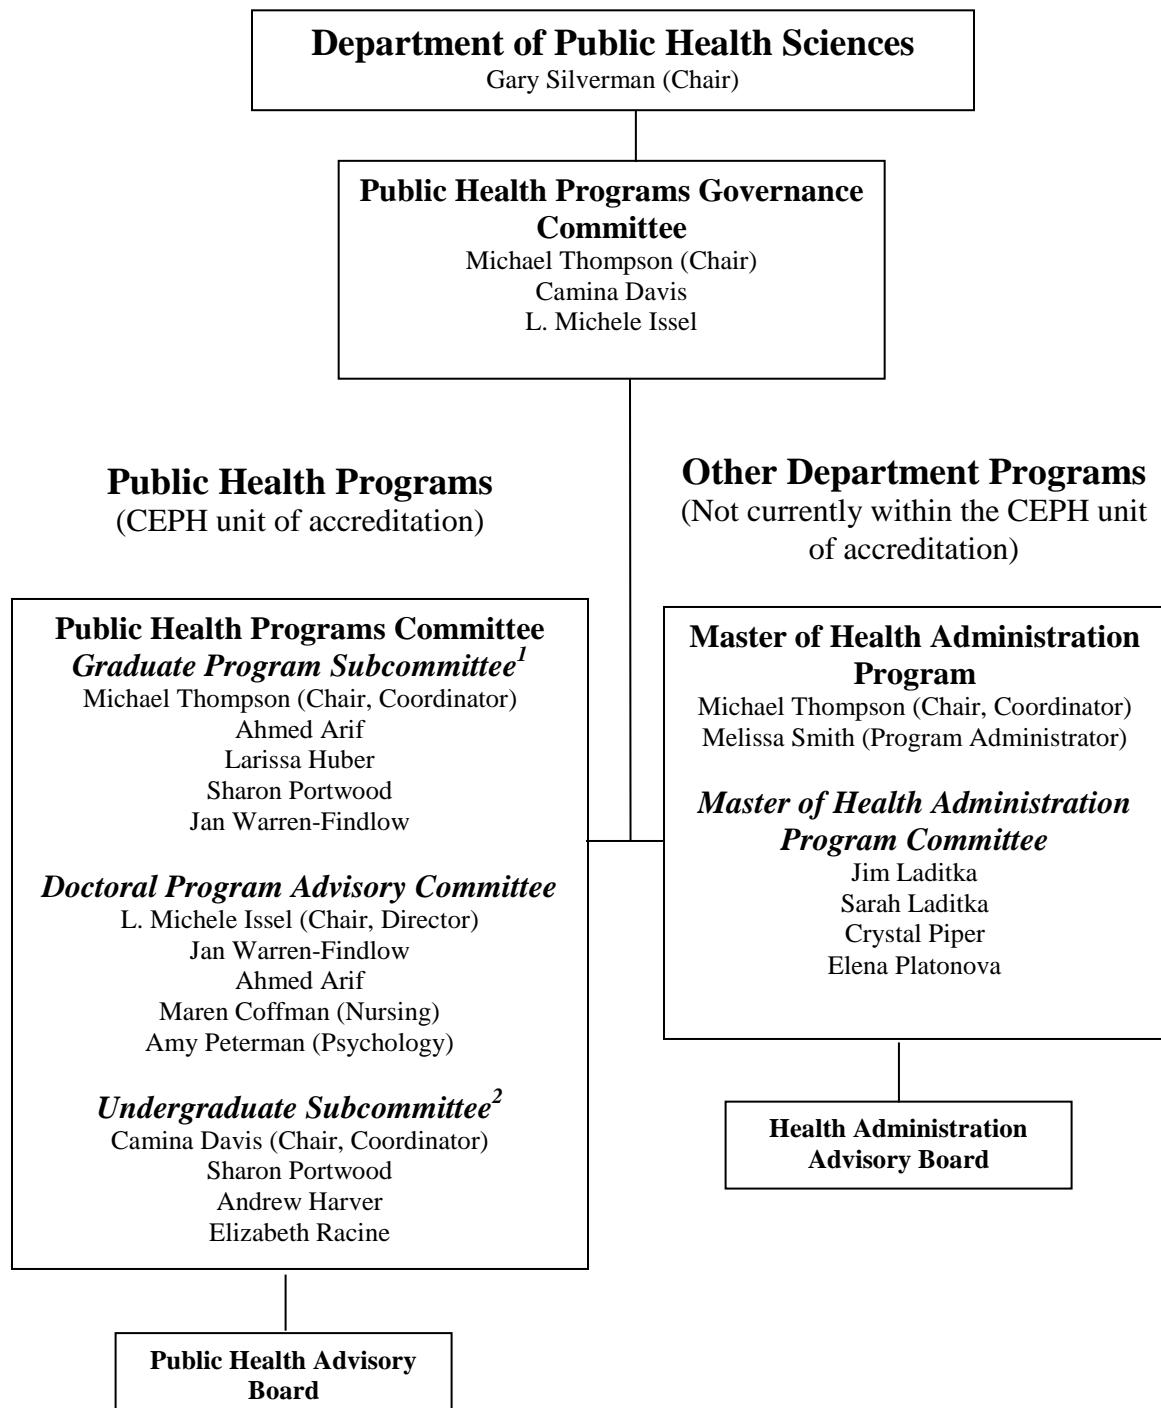 Department of Public Health Sciences
Gary Silverman (Chair)
Public Health Programs Governance
Committee
Michael Thompson (Chair)
Camina Davis
L. Michele Issel
Public Health Programs
(CEPH unit of accreditation)
Other Department Programs
(Not currently within the CEPH unit
of accreditation)
Public Health Programs Committee
Graduate Program Subcommittee1
Michael Thompson (Chair, Coordinator)
Ahmed Arif
Larissa Huber
Sharon Portwood
Jan Warren-Findlow
Doctoral Program Advisory Committee
L. Michele Issel (Chair, Director)
Jan Warren-Findlow
Ahmed Arif
Maren Coffman (Nursing)
Amy Peterman (Psychology)
Undergraduate Subcommittee2
Camina Davis (Chair, Coordinator)
Sharon Portwood
Andrew Harver
Elizabeth Racine
Master of Health Administration
Program
Michael Thompson (Chair, Coordinator)
Melissa Smith (Program Administrator)
Master of Health Administration
Program Committee
Jim Laditka
Sarah Laditka
Crystal Piper
Elena Platonova
Health Administration
Advisory Board
Public Health Advisory
Board